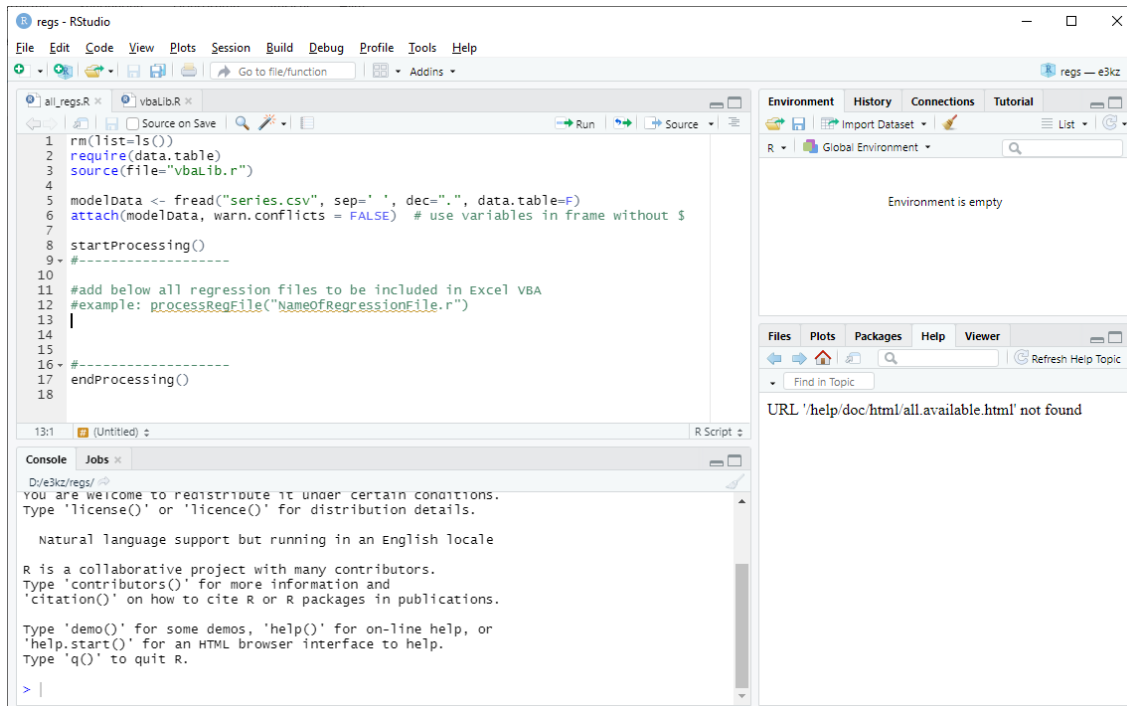 regs - RStudio
File Edit Code View Plots Session Build Debug Profile Tools Help
Go to file/function Addins regs — e3kz
all_regs.R vbaLib.R
Source on Save Run Source
1 rm(list=ls())
2 require(data.table)
3 source(file="vbaLib.r")
4
5 modelData <- fread("series.csv", sep=' ', dec=".", data.table=F)
6 attach(modelData, warn.conflicts = FALSE)  # use variables in frame without $
7
8 startProcessing()
9 #-------------------
10
11 #add below all regression files to be included in Excel VBA
12 #example: processRegFile("NameOfRegressionFile.r")
13
14
15
16 #-------------------
17 endProcessing()
18
13:1 (Untitled) R Script
Console Jobs
D:/e3kz/regs/
You are welcome to redistribute it under certain conditions.
Type 'license()' or 'licence()' for distribution details.
Natural language support but running in an English locale
R is a collaborative project with many contributors.
Type 'contributors()' for more information and
'citation()' on how to cite R or R packages in publications.
Type 'demo()' for some demos, 'help()' for on-line help, or
'help.start()' for an HTML browser interface to help.
Type 'q()' to quit R.
>
Environment History Connections Tutorial
Import Dataset List
R Global Environment
Environment is empty
Files Plots Packages Help Viewer
Refresh Help Topic
Find in Topic
URL '/help/doc/html/all.available.html' not found